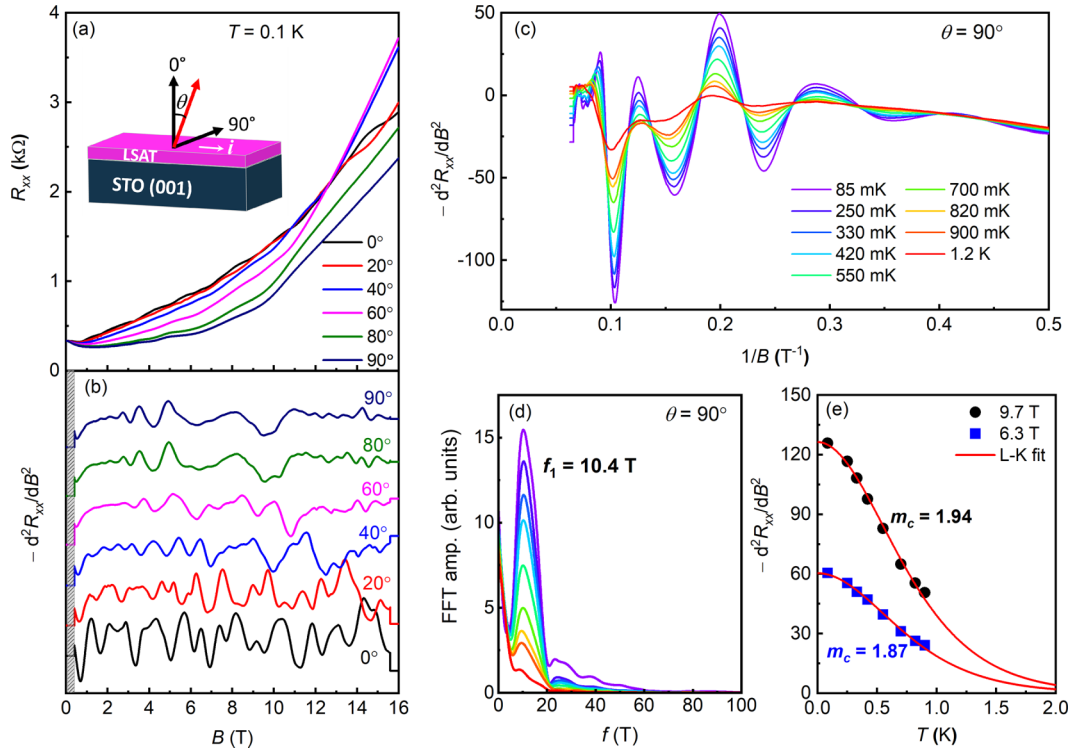 (a)
T = 0.1 K
0°
θ
90°
i
LSAT
STO (001)
R_xx (kΩ)
4
3
2
1
0
0°
20°
40°
60°
80°
90°
(b)
90°
80°
60°
40°
20°
0°
− d²R_xx/dB²
0 2 4 6 8 10 12 14 16
B (T)
(c)
θ = 90°
− d²R_xx/dB²
50
0
-50
-100
85 mK 700 mK
250 mK 820 mK
330 mK 900 mK
420 mK 1.2 K
550 mK
0.0 0.1 0.2 0.3 0.4 0.5
1/B (T⁻¹)
(d)
θ = 90°
f₁ = 10.4 T
FFT amp. (arb. units)
15
10
5
0
0 20 40 60 80 100
f (T)
(e)
9.7 T
6.3 T
L-K fit
m_c = 1.94
m_c = 1.87
− d²R_xx/dB²
150
120
90
60
30
0
0.0 0.5 1.0 1.5 2.0
T (K)